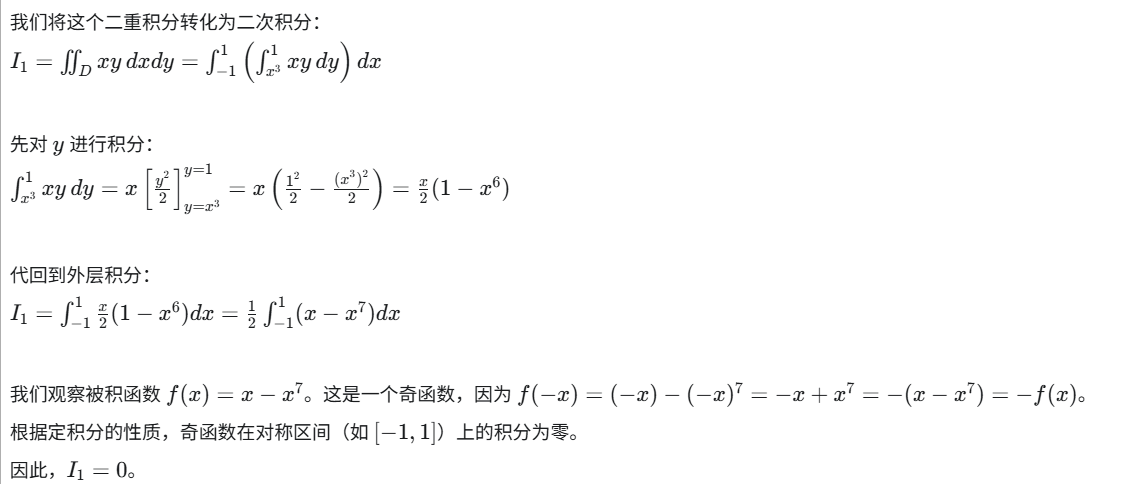 我们将这个二重积分转化为二次积分：
$I_1 = \iint_D xy\,dxdy = \int_{-1}^{1} \left( \int_{x^3}^{1} xy\,dy \right) dx$
先对 $y$ 进行积分：
$\int_{x^3}^{1} xy\,dy = x \left[ \frac{y^2}{2} \right]_{y=x^3}^{y=1} = x \left( \frac{1^2}{2} - \frac{(x^3)^2}{2} \right) = \frac{x}{2}(1 - x^6)$
代回到外层积分：
$I_1 = \int_{-1}^{1} \frac{x}{2}(1 - x^6)dx = \frac{1}{2} \int_{-1}^{1} (x - x^7)dx$
我们观察被积函数 $f(x) = x - x^7$。这是一个奇函数，因为 $f(-x) = (-x) - (-x)^7 = -x + x^7 = -(x - x^7) = -f(x)$。
根据定积分的性质，奇函数在对称区间（如 $[-1, 1]$）上的积分为零。
因此，$I_1 = 0$。